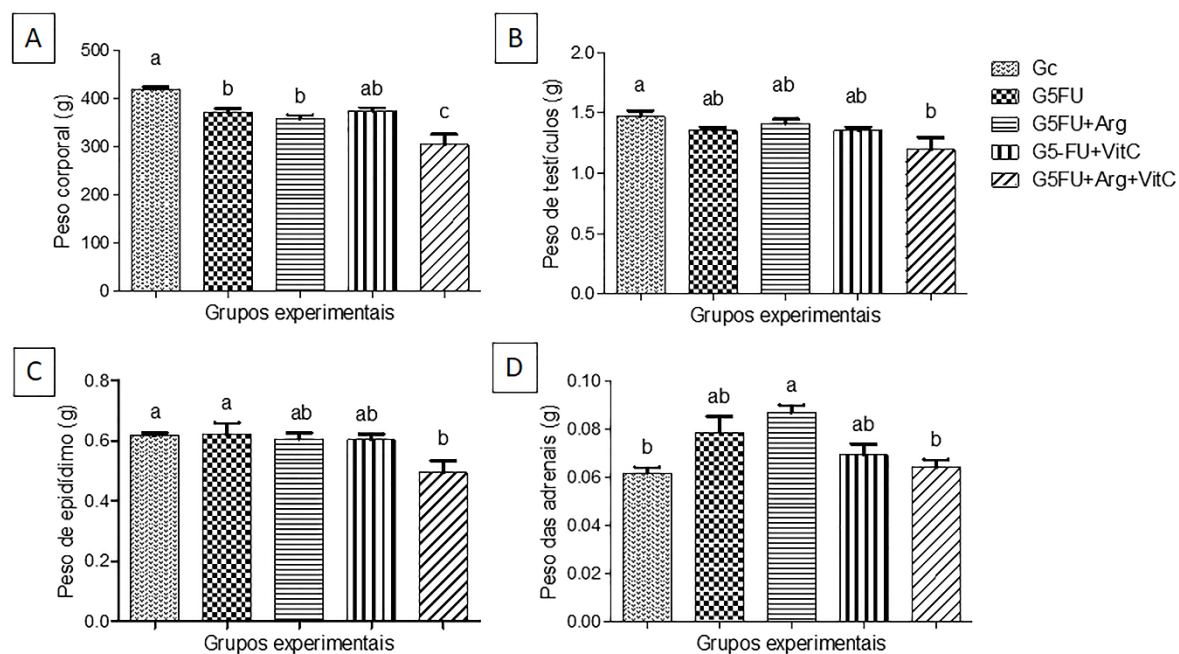 A
Peso corporal (g)
500
400
300
200
100
0
a
b
b
ab
c
Grupos experimentais
B
Peso de testículos (g)
2.0
1.5
1.0
0.5
0.0
a
ab
ab
ab
b
Grupos experimentais
Gc
G5FU
G5FU+Arg
G5-FU+VitC
G5FU+Arg+VitC
C
Peso de epidídimo (g)
0.8
0.6
0.4
0.2
0.0
a
a
ab
ab
b
Grupos experimentais
D
Peso das adrenais (g)
0.10
0.08
0.06
0.04
0.02
0.00
b
ab
a
ab
b
Grupos experimentais